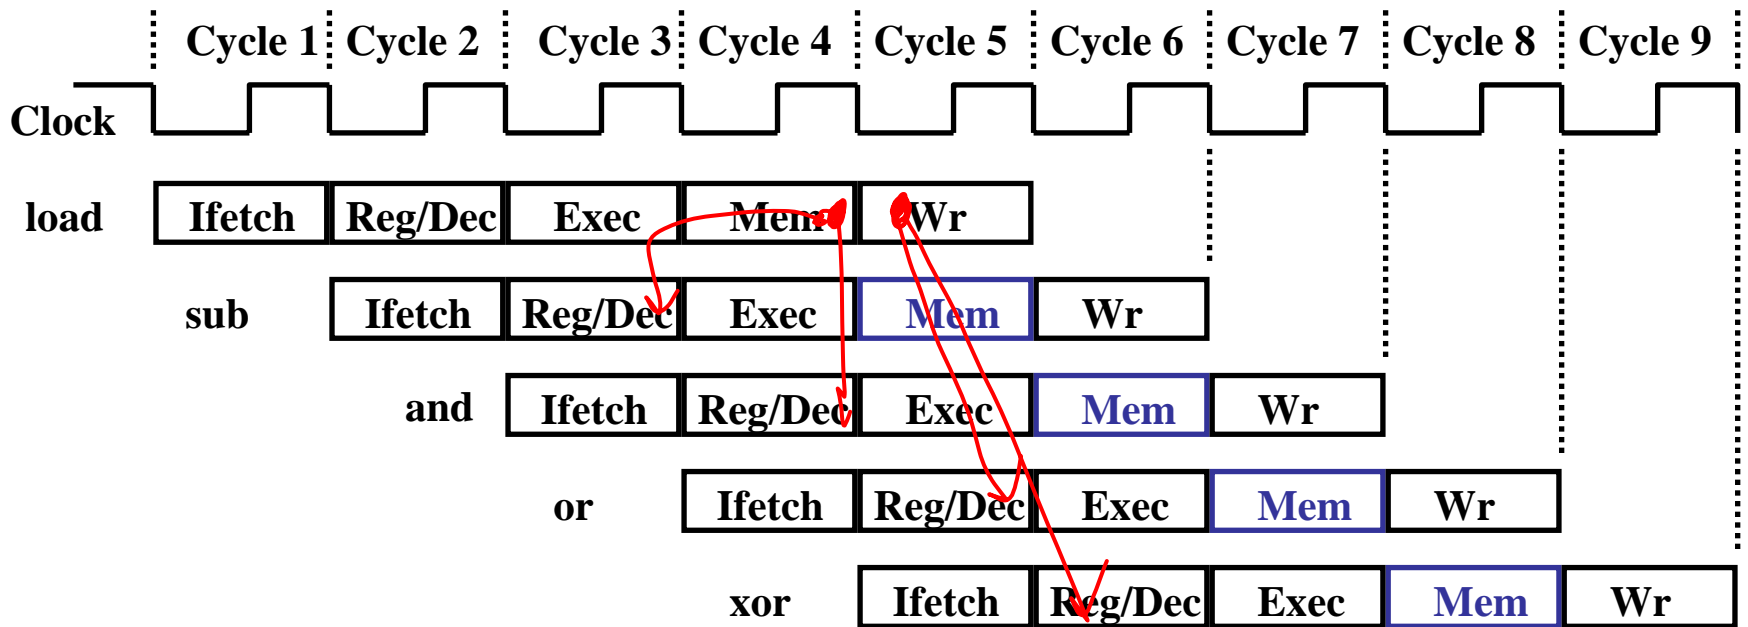 Cycle 1 Cycle 2 Cycle 3 Cycle 4 Cycle 5 Cycle 6 Cycle 7 Cycle 8 Cycle 9
Clock
load Ifetch Reg/Dec Exec Mem Wr
sub Ifetch Reg/Dec Exec Mem Wr
and Ifetch Reg/Dec Exec Mem Wr
or Ifetch Reg/Dec Exec Mem Wr
xor Ifetch Reg/Dec Exec Mem Wr